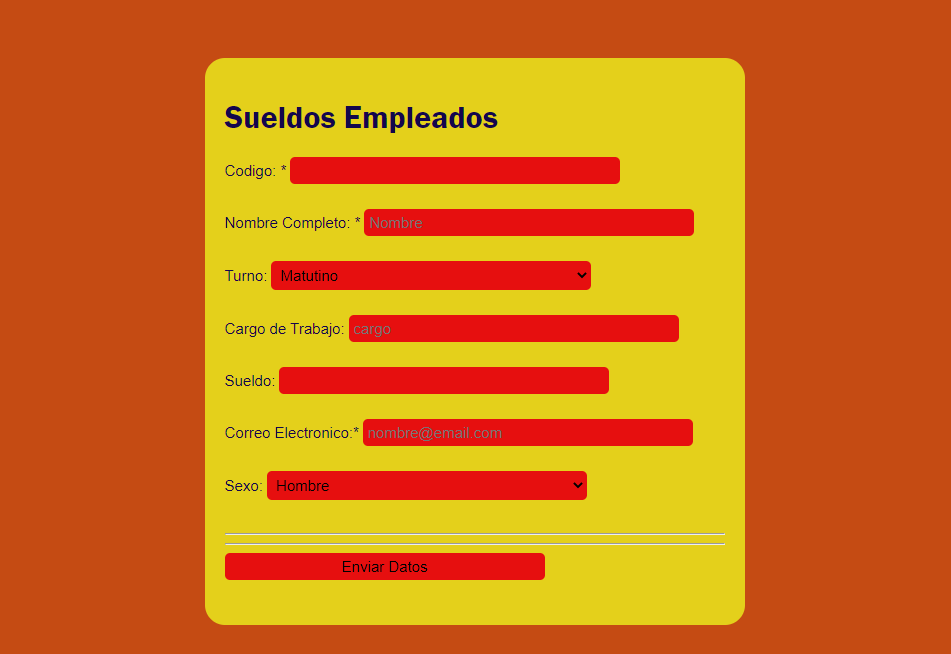 Sueldos Empleados
Codigo: *
Nombre Completo: * Nombre
Turno: Matutino
Cargo de Trabajo: cargo
Sueldo:
Correo Electronico:* nombre@email.com
Sexo: Hombre
Enviar Datos